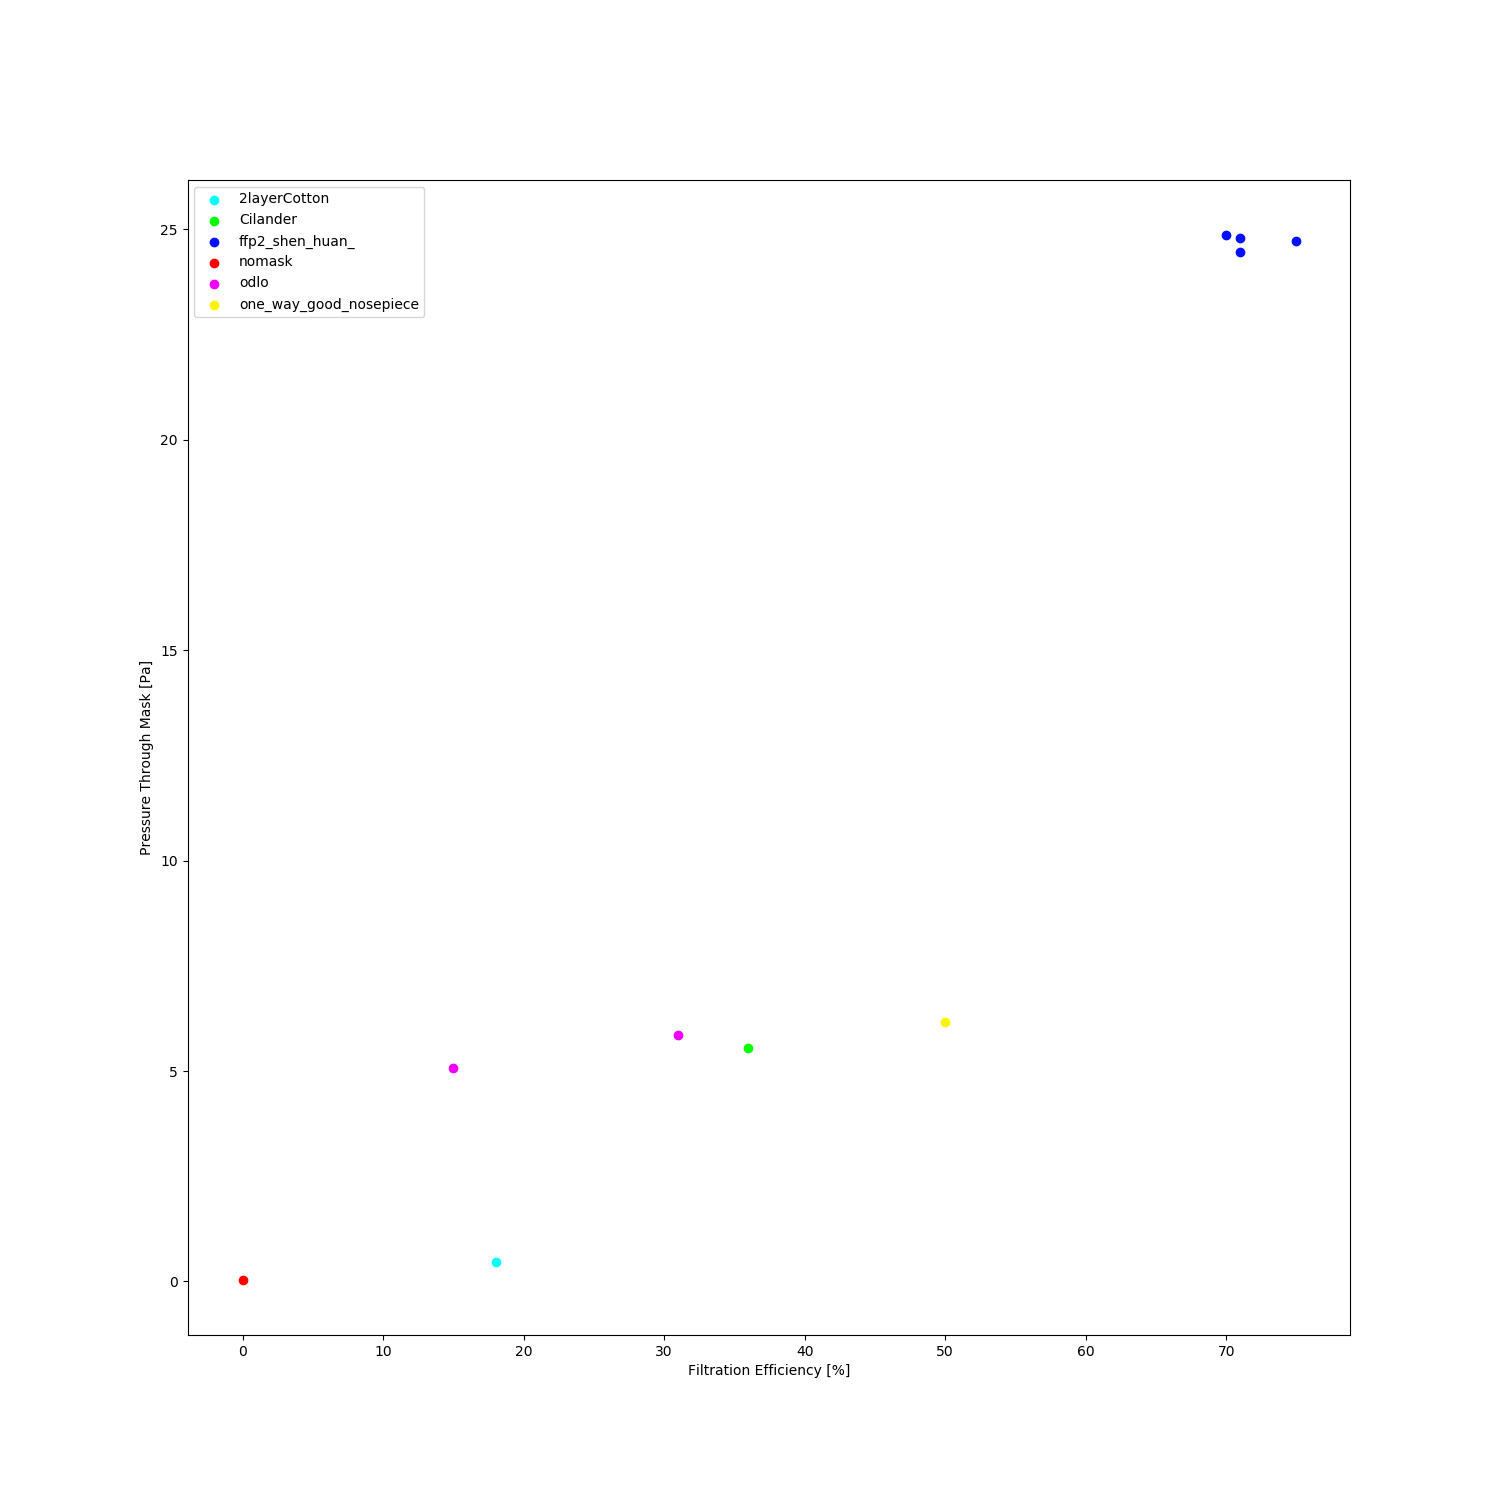 2layerCotton
Cilander
ffp2_shen_huan_
nomask
odlo
one_way_good_nosepiece
25
20
15
10
5
0
Pressure Through Mask [Pa]
0 10 20 30 40 50 60 70
Filtration Efficiency [%]